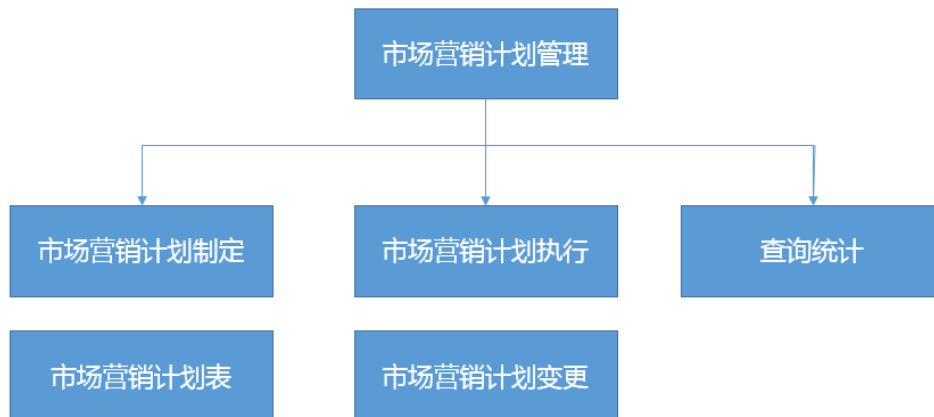 市场营销计划管理
市场营销计划制定
市场营销计划执行
查询统计
市场营销计划表
市场营销计划变更